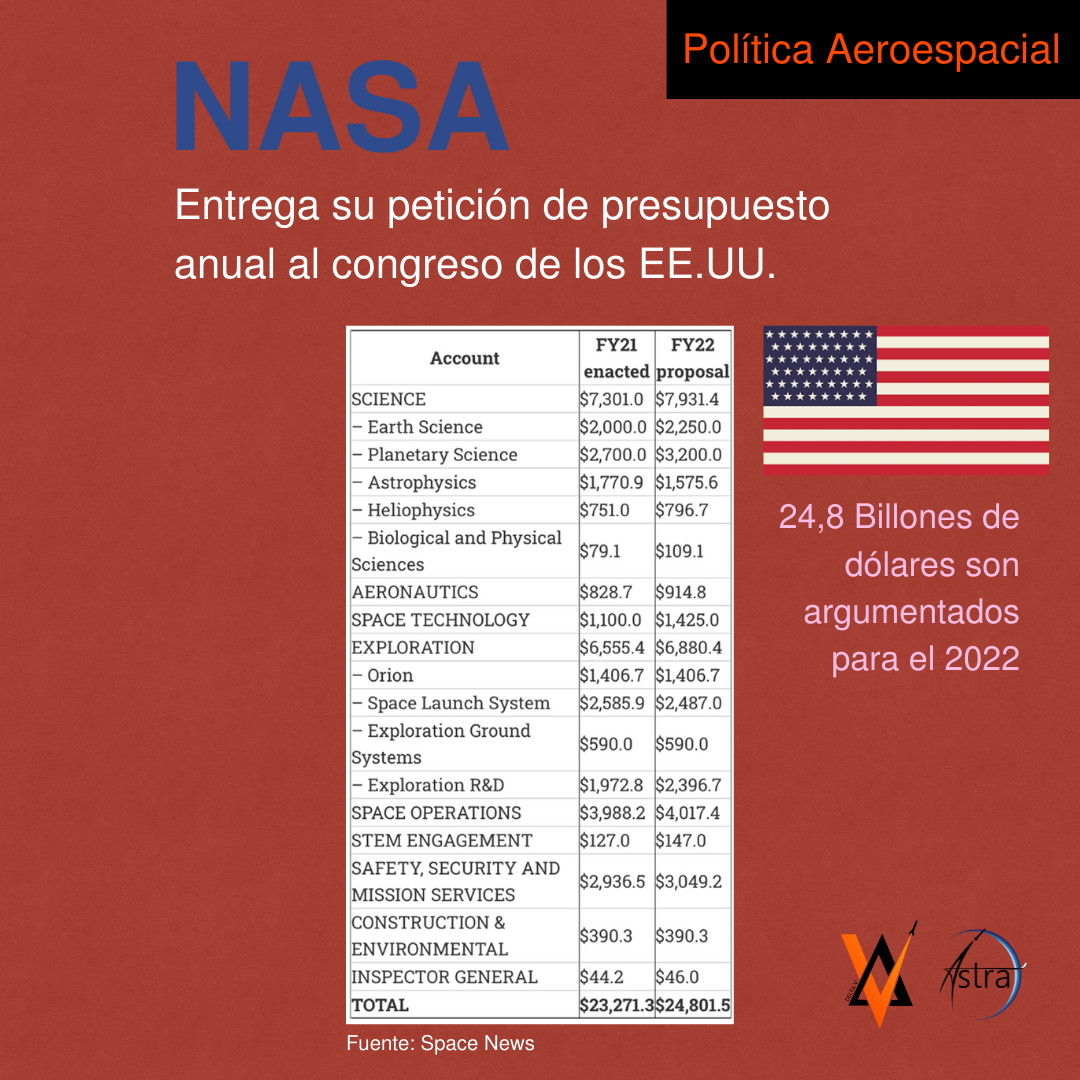 Política Aeroespacial
NASA
Entrega su petición de presupuesto
anual al congreso de los EE.UU.
Account FY21 enacted FY22 proposal
SCIENCE $7,301.0 $7,931.4
– Earth Science $2,000.0 $2,250.0
– Planetary Science $2,700.0 $3,200.0
– Astrophysics $1,770.9 $1,575.6
– Heliophysics $751.0 $796.7
– Biological and Physical
Sciences $79.1 $109.1
AERONAUTICS $828.7 $914.8
SPACE TECHNOLOGY $1,100.0 $1,425.0
EXPLORATION $6,555.4 $6,880.4
– Orion $1,406.7 $1,406.7
– Space Launch System $2,585.9 $2,487.0
– Exploration Ground
Systems $590.0 $590.0
– Exploration R&D $1,972.8 $2,396.7
SPACE OPERATIONS $3,988.2 $4,017.4
STEM ENGAGEMENT $127.0 $147.0
SAFETY, SECURITY AND
MISSION SERVICES $2,936.5 $3,049.2
CONSTRUCTION &
ENVIRONMENTAL $390.3 $390.3
INSPECTOR GENERAL $44.2 $46.0
TOTAL $23,271.3 $24,801.5
Fuente: Space News
24,8 Billones de
dólares son
argumentados
para el 2022
Astra